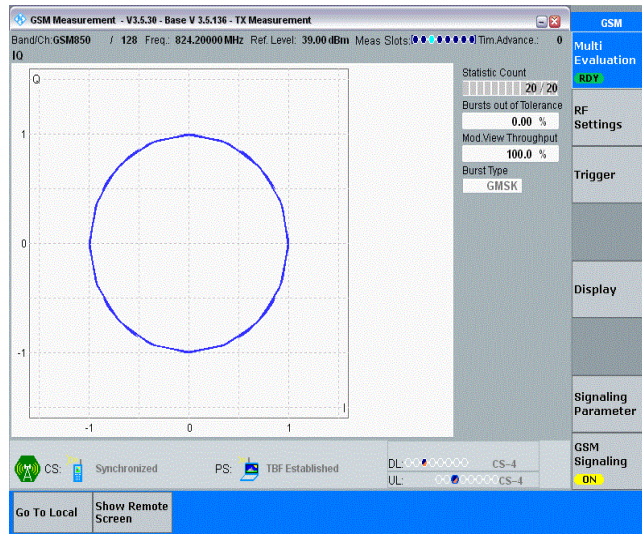 GSM Measurement - V3.5.30 - Base V 3.5.136 - TX Measurement
GSM
Band/Ch:GSM850 / 128 Freq.: 824.20000 MHz Ref. Level: 39.00 dBm Meas Slots: Tim.Advance.: 0
IQ
Multi
Evaluation
RDY
Q
1
0
-1
-1 0 1
I
Statistic Count
20 / 20
Bursts out of Tolerance
0.00 %
Mod.View Throughput
100.0 %
Burst Type
GMSK
RF
Settings
Trigger
Display
Signaling
Parameter
GSM
Signaling
ON
CS: Synchronized PS: TBF Established
DL: CS-4
UL: CS-4
Go To Local
Show Remote
Screen